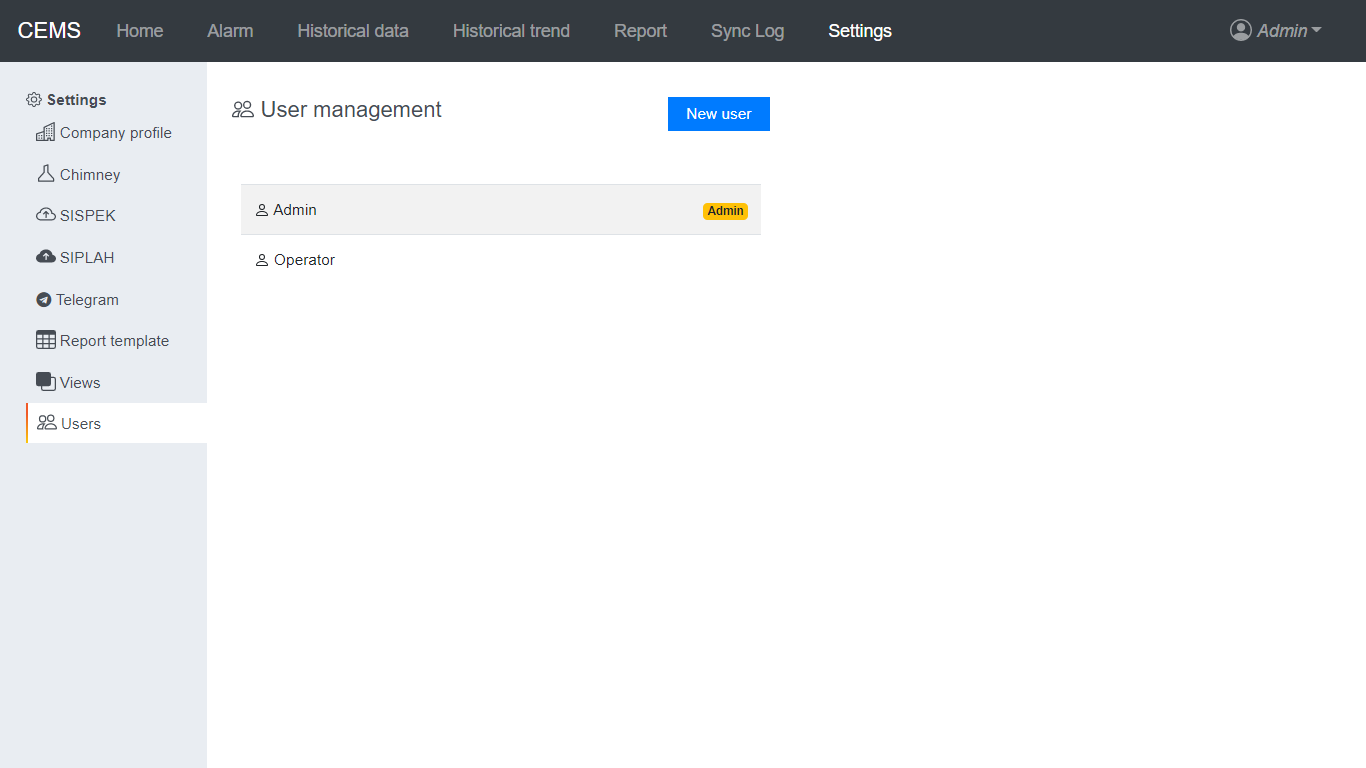 CEMS Home Alarm Historical data Historical trend Report Sync Log Settings Admin
Settings
Company profile
Chimney
SISPEK
SIPLAH
Telegram
Report template
Views
Users
User management
New user
Admin Admin
Operator